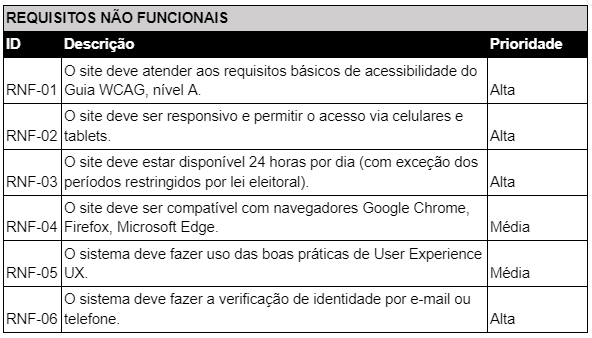 REQUISITOS NÃO FUNCIONAIS
ID Descrição Prioridade
O site deve atender aos requisitos básicos de acessibilidade do
RNF-01 Guia WCAG, nível A. Alta
O site deve ser responsivo e permitir o acesso via celulares e
RNF-02 tablets. Alta
O site deve estar disponível 24 horas por dia (com exceção dos
RNF-03 períodos restringidos por lei eleitoral). Alta
O site deve ser compatível com navegadores Google Chrome,
RNF-04 Firefox, Microsoft Edge. Média
O sistema deve fazer uso das boas práticas de User Experience
RNF-05 UX. Média
O sistema deve fazer a verificação de identidade por e-mail ou
RNF-06 telefone. Alta